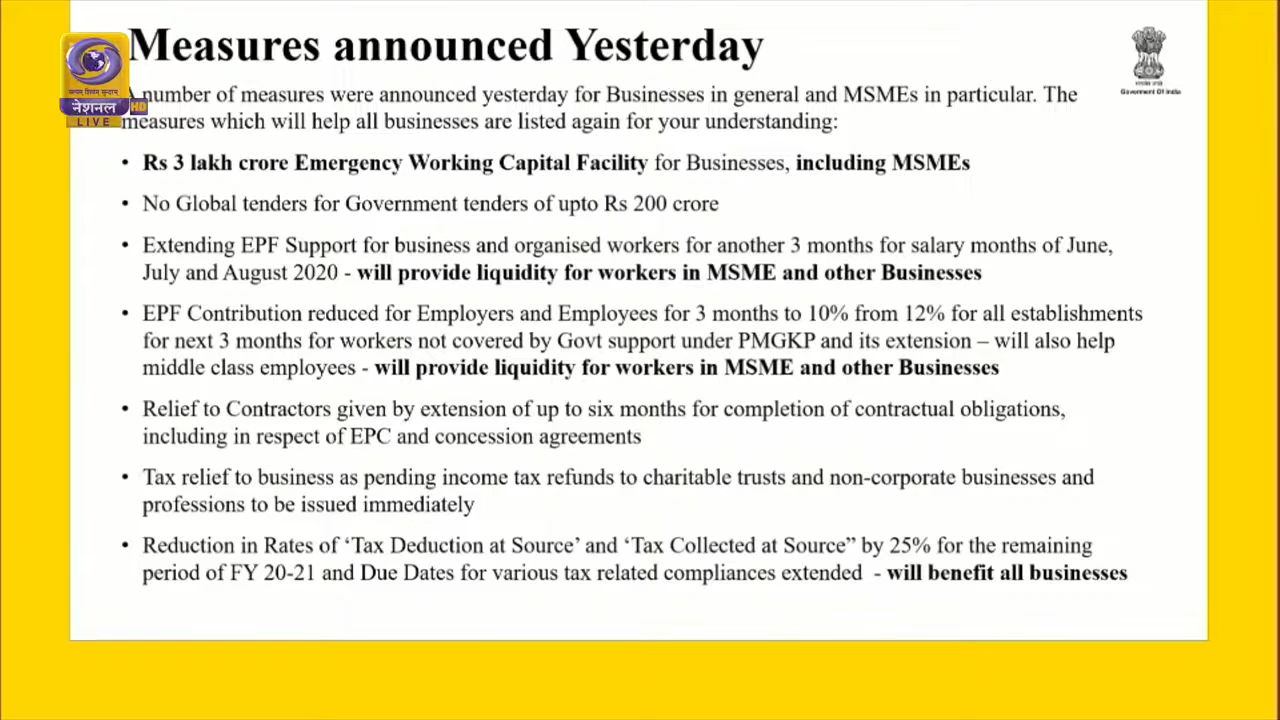 Measures announced Yesterday
नेशनल
HD
LIVE
Government Of India
number of measures were announced yesterday for Businesses in general and MSMEs in particular. The
measures which will help all businesses are listed again for your understanding:
• Rs 3 lakh crore Emergency Working Capital Facility for Businesses, including MSMEs
• No Global tenders for Government tenders of upto Rs 200 crore
• Extending EPF Support for business and organised workers for another 3 months for salary months of June,
July and August 2020 - will provide liquidity for workers in MSME and other Businesses
• EPF Contribution reduced for Employers and Employees for 3 months to 10% from 12% for all establishments
for next 3 months for workers not covered by Govt support under PMGKP and its extension – will also help
middle class employees - will provide liquidity for workers in MSME and other Businesses
• Relief to Contractors given by extension of up to six months for completion of contractual obligations,
including in respect of EPC and concession agreements
• Tax relief to business as pending income tax refunds to charitable trusts and non-corporate businesses and
professions to be issued immediately
• Reduction in Rates of ‘Tax Deduction at Source’ and ‘Tax Collected at Source” by 25% for the remaining
period of FY 20-21 and Due Dates for various tax related compliances extended - will benefit all businesses